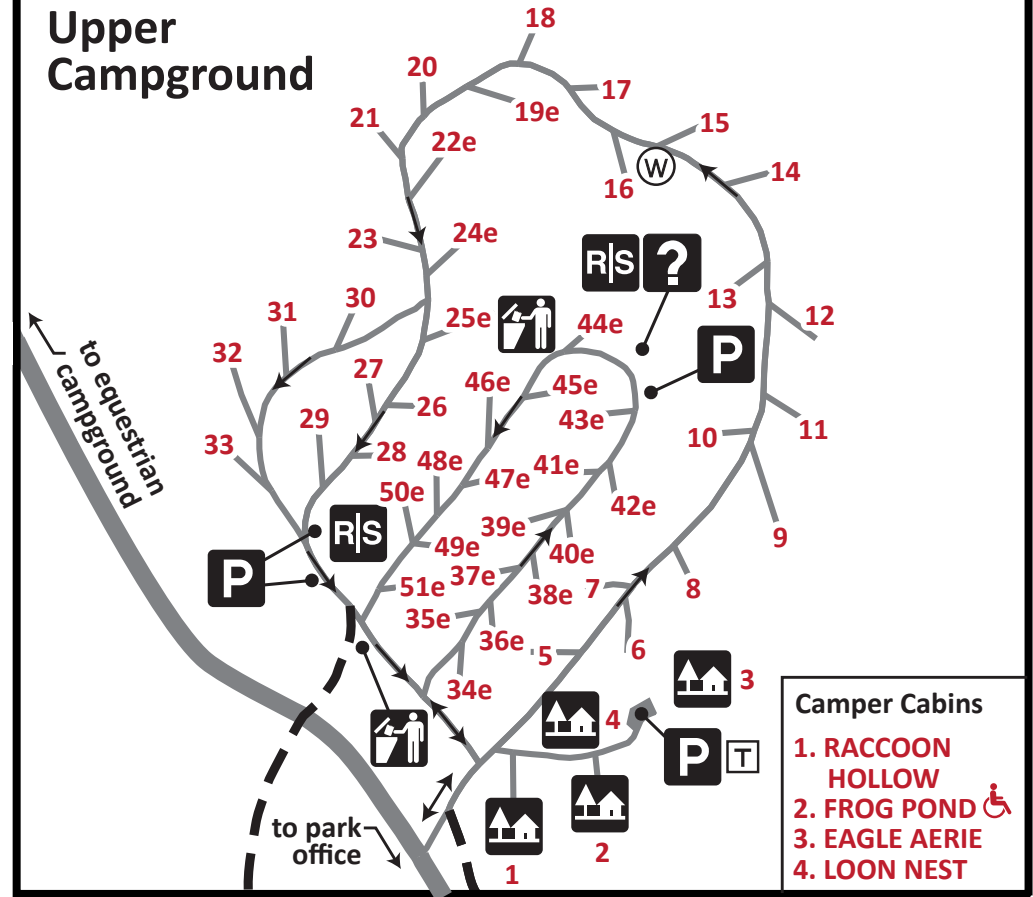 Upper
Campground
18
20
17
19e
21
15
22e
W
14
16
23
24e
R|S
?
13
30
31
12
25e
44e
P
32
to equestrian
campground
27
46e
45e
26
43e
29
11
10
33
28
48e
41e
47e
50e
42e
39e
R|S
9
49e
40e
P
37e
51e
38e
7
8
35e
36e
5
6
34e
3
4
P
T
to park
office
1
2
Camper Cabins
1. RACCOON
HOLLOW
2. FROG POND
3. EAGLE AERIE
4. LOON NEST